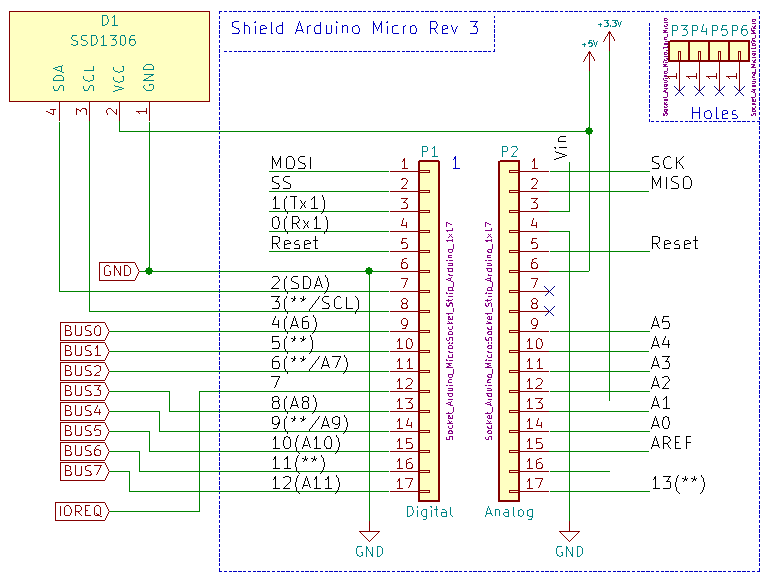 D1
SSD1306
SDA
SCL
VCC
GND
4
3
2
1
Shield Arduino Micro Rev 3
+5V
+3.3V
P3 P4 P5 P6
1 1 1 1
Holes
P1
1
P2
Vin
MOSI 1
SS 2
1(Tx1) 3
0(Rx1) 4
Reset 5
GND
6
2(SDA) 7
3(**/SCL) 8
4(A6) 9
5(**) 10
6(**/A7) 11
7 12
8(A8) 13
9(**/A9) 14
10(A10) 15
11(**) 16
12(A11) 17
BUS0
BUS1
BUS2
BUS3
BUS4
BUS5
BUS6
BUS7
IOREQ
Socket_Arduino_Micro:Socket_Strip_Arduino_1x17
Digital
GND
Socket_Arduino_Micro:Socket_Strip_Arduino_1x17
1 SCK
2 MISO
3
4
5 Reset
6
7
8
9 A5
10 A4
11 A3
12 A2
13 A1
14 A0
15 AREF
16
17 13(**)
Analog
GND